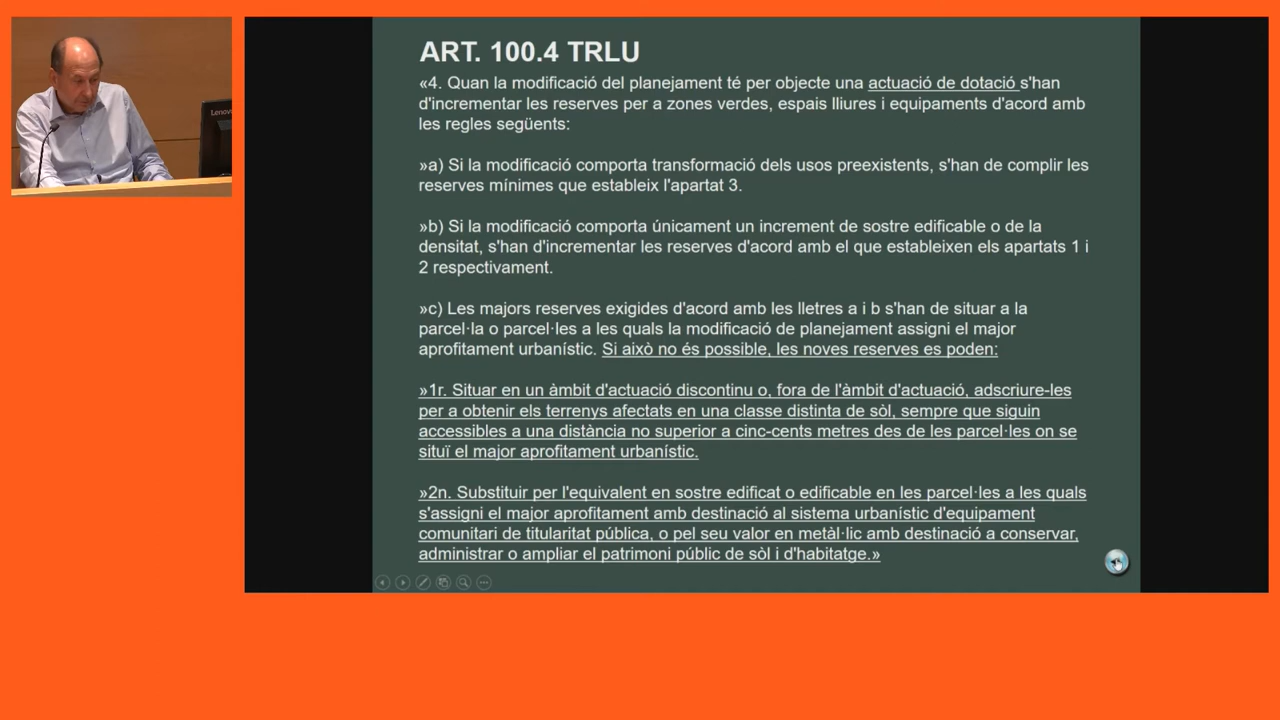 ART. 100.4 TRLU
«4. Quan la modificació del planejament té per objecte una actuació de dotació s'han
d'incrementar les reserves per a zones verdes, espais lliures i equipaments d'acord amb
les regles següents:
»a) Si la modificació comporta transformació dels usos preexistents, s'han de complir les
reserves mínimes que estableix l'apartat 3.
»b) Si la modificació comporta únicament un increment de sostre edificable o de la
densitat, s'han d'incrementar les reserves d'acord amb el que estableixen els apartats 1 i
2 respectivament.
»c) Les majors reserves exigides d'acord amb les lletres a i b s'han de situar a la
parcel·la o parcel·les a les quals la modificació de planejament assigni el major
aprofitament urbanístic. Si això no és possible, les noves reserves es poden:
»1r. Situar en un àmbit d'actuació discontinu o, fora de l'àmbit d'actuació, adscriure-les
per a obtenir els terrenys afectats en una classe distinta de sòl, sempre que siguin
accessibles a una distància no superior a cinc-cents metres des de les parcel·les on se
situï el major aprofitament urbanístic.
»2n. Substituir per l'equivalent en sostre edificat o edificable en les parcel·les a les quals
s'assigni el major aprofitament amb destinació al sistema urbanístic d'equipament
comunitari de titularitat pública, o pel seu valor en metàl·lic amb destinació a conservar,
administrar o ampliar el patrimoni públic de sòl i d'habitatge.»
Lenovo